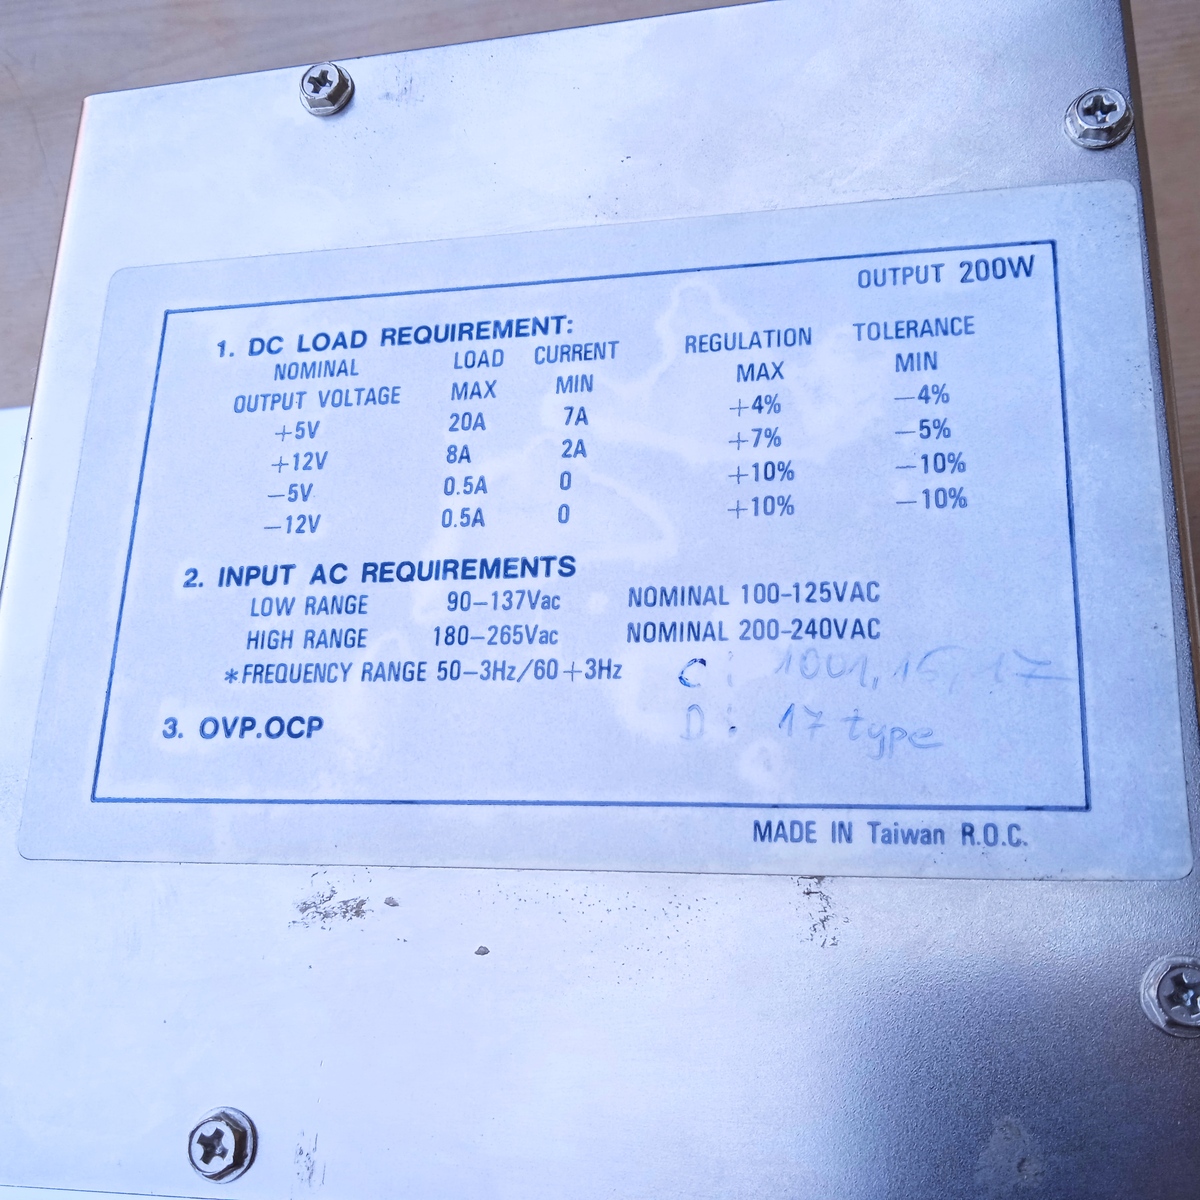 OUTPUT 200W
1. DC LOAD REQUIREMENT:
NOMINAL LOAD CURRENT REGULATION TOLERANCE
OUTPUT VOLTAGE MAX MIN MAX MIN
+5V 20A 7A +4% −4%
+12V 8A 2A +7% −5%
−5V 0.5A 0 +10% −10%
−12V 0.5A 0 +10% −10%
2. INPUT AC REQUIREMENTS
LOW RANGE 90–137Vac NOMINAL 100–125VAC
HIGH RANGE 180–265Vac NOMINAL 200–240VAC
*FREQUENCY RANGE 50−3Hz/60+3Hz
C: 1001, 15, 17
3. OVP.OCP
D: 17 type
MADE IN Taiwan R.O.C.